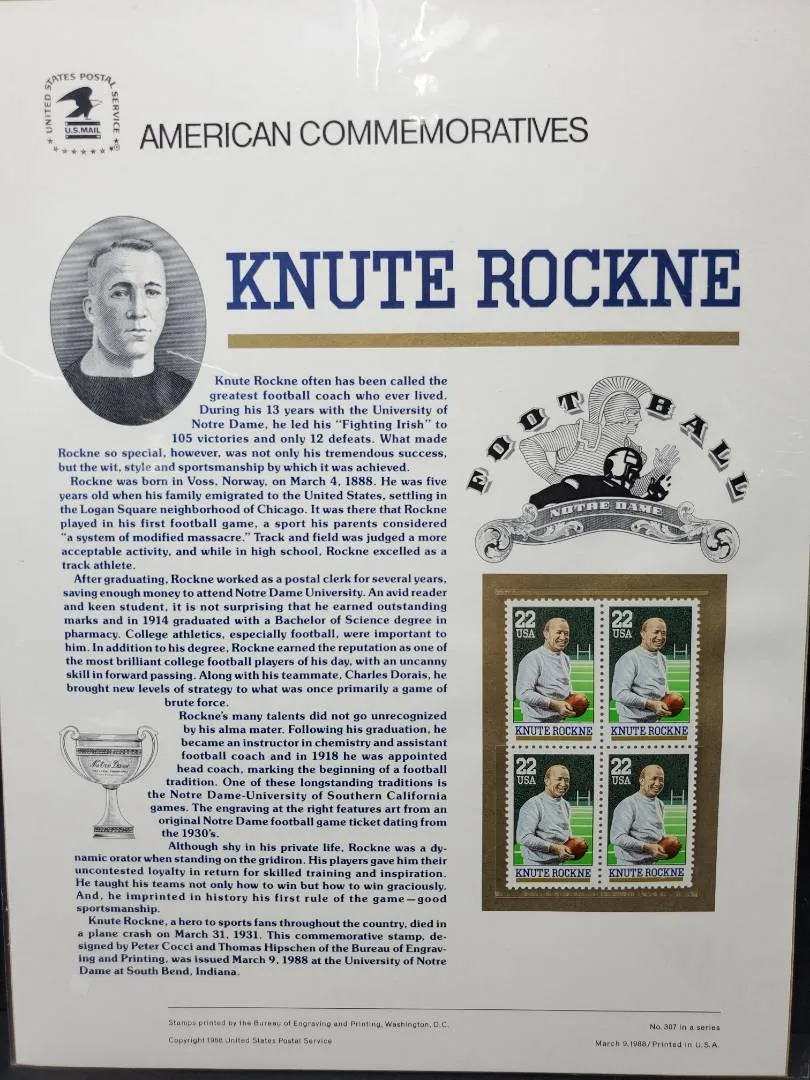 UNITED STATES POSTAL SERVICE
U.S.MAIL
AMERICAN COMMEMORATIVES
KNUTE ROCKNE
Knute Rockne often has been called the
greatest football coach who ever lived.
During his 13 years with the University of
Notre Dame, he led his "Fighting Irish" to
105 victories and only 12 defeats. What made
Rockne so special, however, was not only his tremendous success,
but the wit, style and sportsmanship by which it was achieved.
Rockne was born in Voss, Norway, on March 4, 1888. He was five
years old when his family emigrated to the United States, settling in
the Logan Square neighborhood of Chicago. It was there that Rockne
played in his first football game, a sport his parents considered
"a system of modified massacre." Track and field was judged a more
acceptable activity, and while in high school, Rockne excelled as a
track athlete.
After graduating, Rockne worked as a postal clerk for several years,
saving enough money to attend Notre Dame University. An avid reader
and keen student, it is not surprising that he earned outstanding
marks and in 1914 graduated with a Bachelor of Science degree in
pharmacy. College athletics, especially football, were important to
him. In addition to his degree, Rockne earned the reputation as one of
the most brilliant college football players of his day, with an uncanny
skill in forward passing. Along with his teammate, Charles Dorais, he
brought new levels of strategy to what was once primarily a game of
brute force.
Rockne's many talents did not go unrecognized
by his alma mater. Following his graduation, he
became an instructor in chemistry and assistant
football coach and in 1918 he was appointed
head coach, marking the beginning of a football
tradition. One of these longstanding traditions is
the Notre Dame-University of Southern California
games. The engraving at the right features art from an
original Notre Dame football game ticket dating from
the 1930's.
Although shy in his private life, Rockne was a dy-
namic orator when standing on the gridiron. His players gave him their
uncontested loyalty in return for skilled training and inspiration.
He taught his teams not only how to win but how to win graciously.
And, he imprinted in history his first rule of the game—good
sportsmanship.
Knute Rockne, a hero to sports fans throughout the country, died in
a plane crash on March 31, 1931. This commemorative stamp, de-
signed by Peter Cocci and Thomas Hipschen of the Bureau of Engrav-
ing and Printing, was issued March 9, 1988 at the University of Notre
Dame at South Bend, Indiana.
Notre Dame
FOOTBALL
NOTRE DAME
22
USA
KNUTE ROCKNE
22
USA
KNUTE ROCKNE
22
USA
KNUTE ROCKNE
22
USA
KNUTE ROCKNE
Stamps printed by the Bureau of Engraving and Printing, Washington, D.C.
Copyright 1988 United States Postal Service
No. 307 in a series
March 9, 1988/Printed in U.S.A.